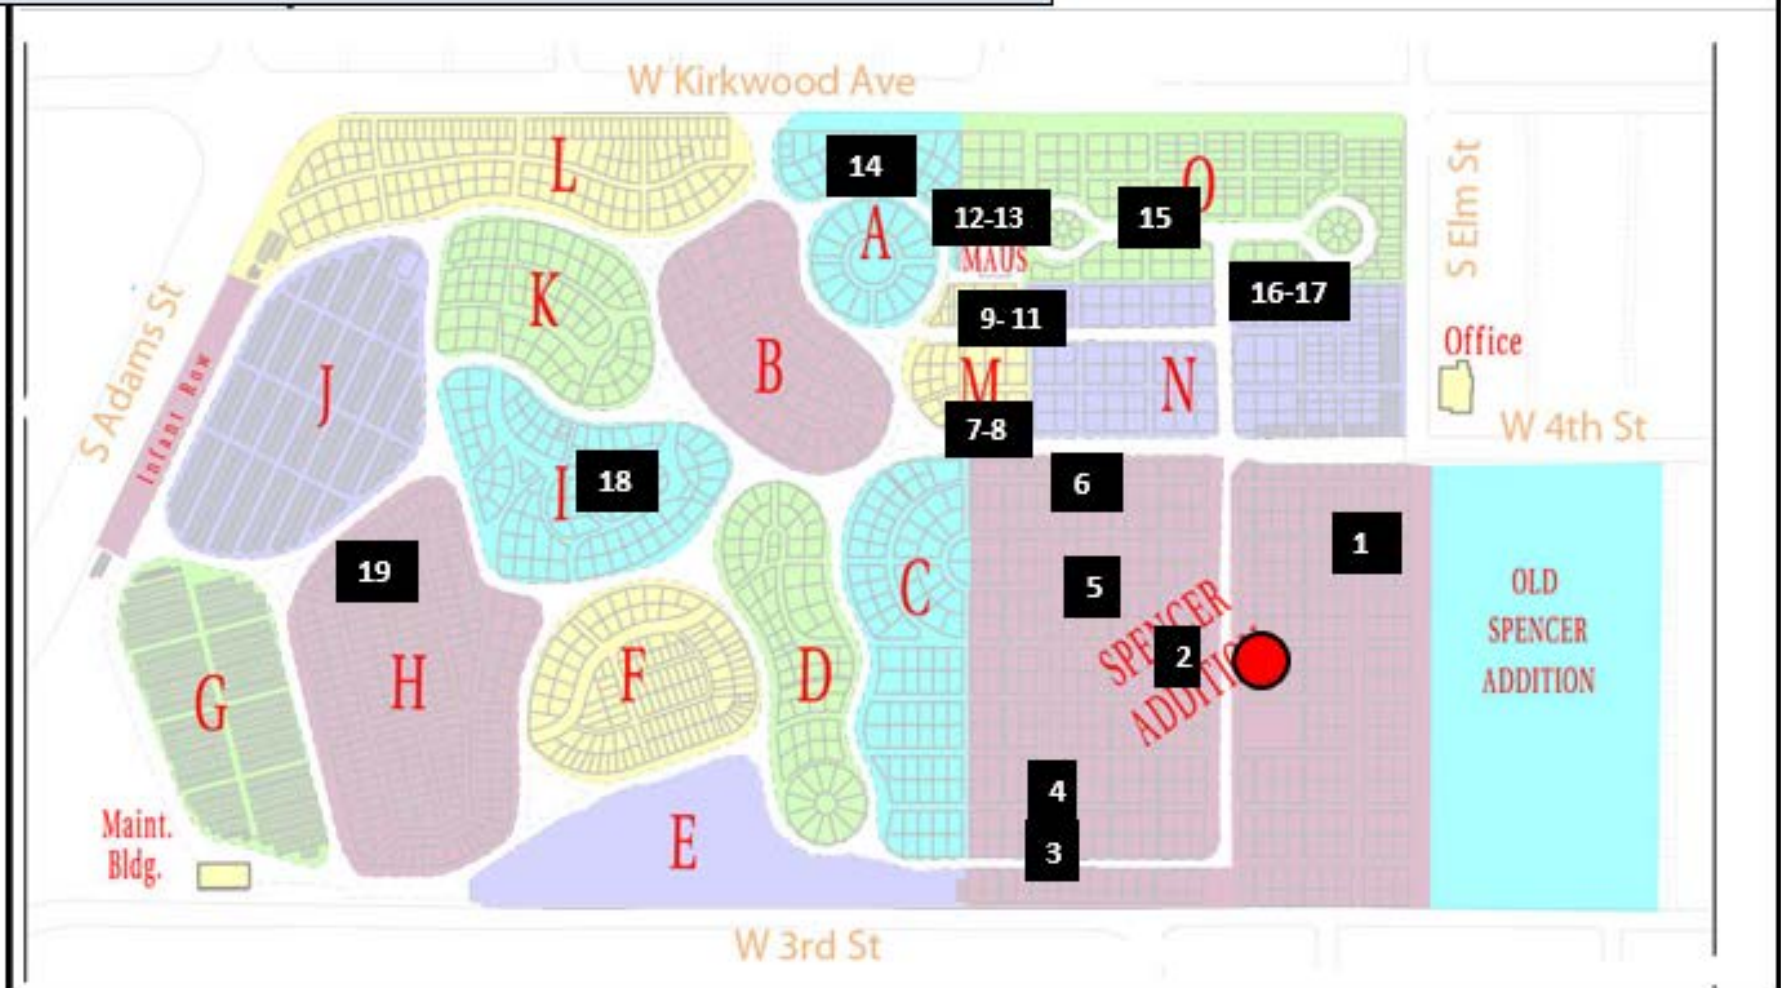 W Kirkwood Ave
L
14
O
12-13
15
A
MAUS
S Elm St
K
16-17
9- 11
Office
S Adams St
Infant Row
J
B
M
N
7-8
W 4th St
I
18
6
1
19
5
C
OLD
SPENCER
ADDITION
SPENCER
ADDITION
2
G
H
F
D
4
3
Maint.
Bldg.
E
W 3rd St